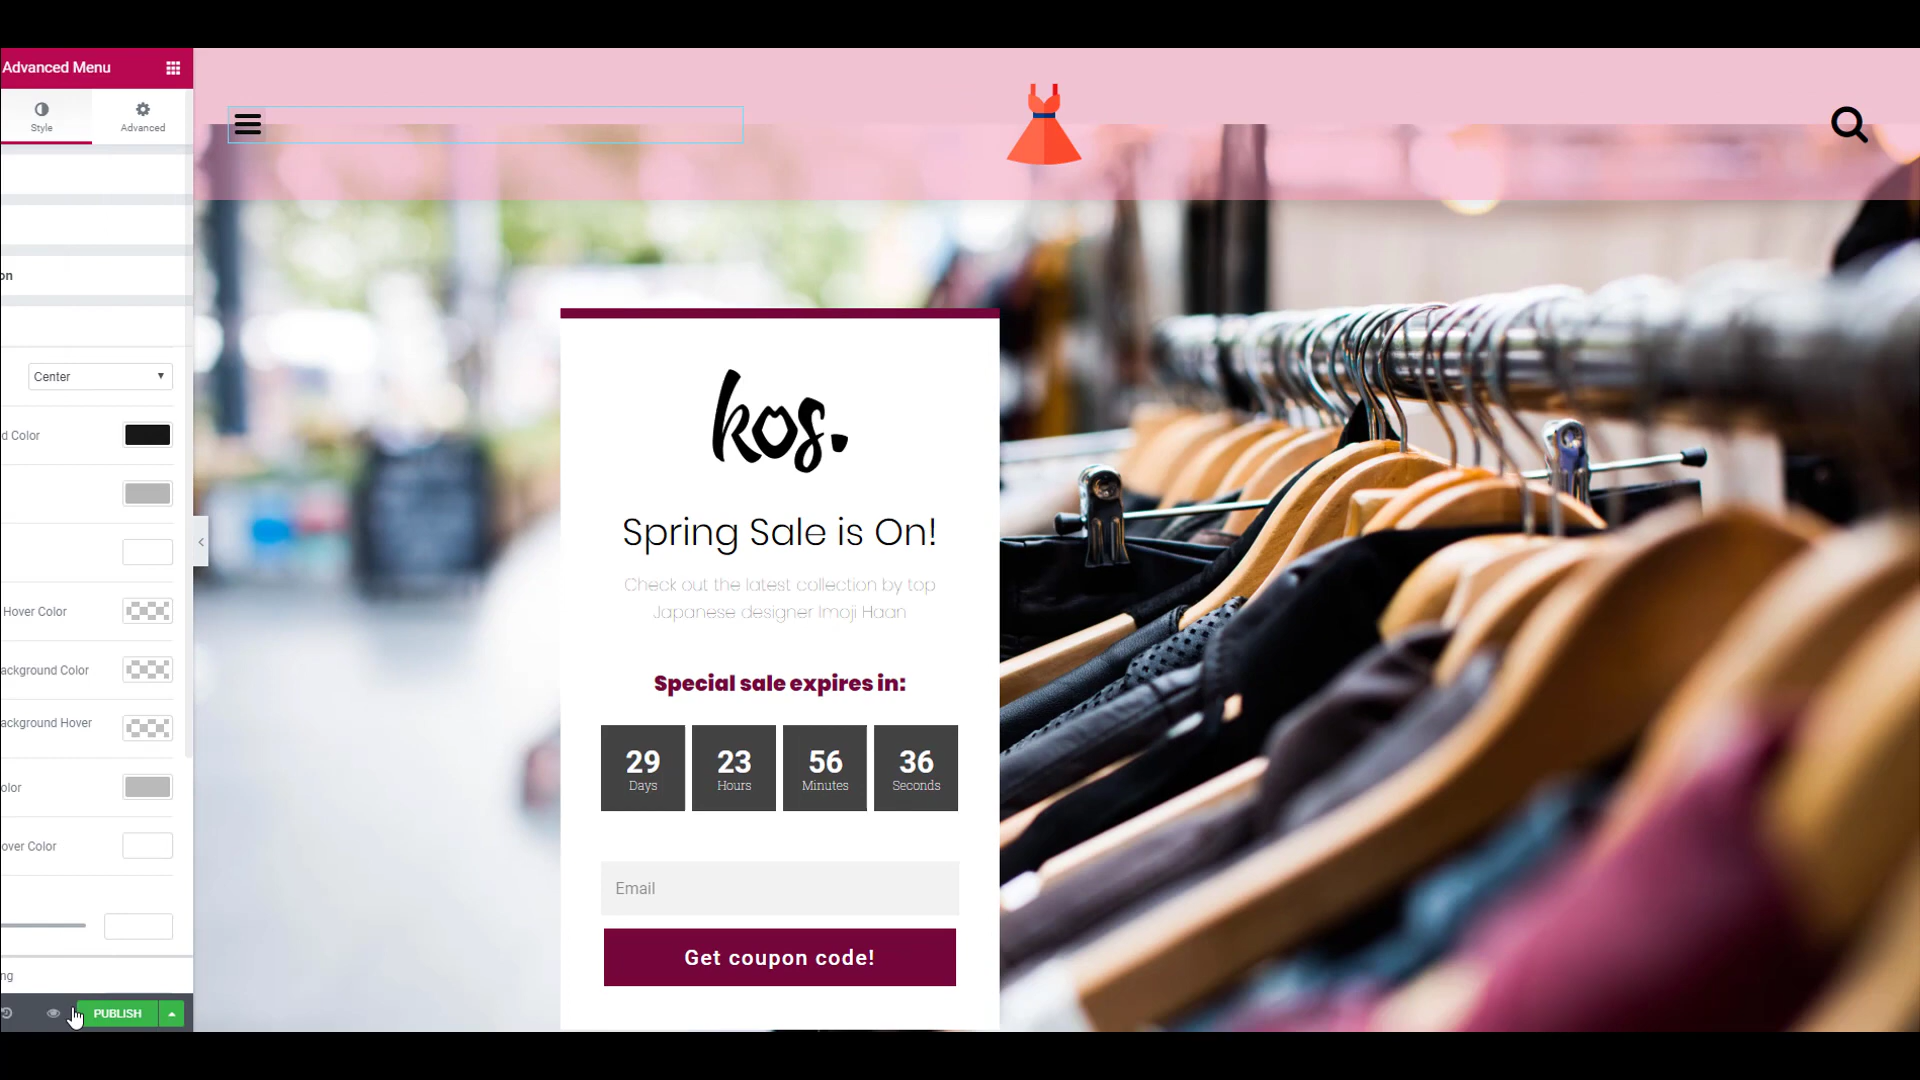 Advanced Menu
Style
Advanced
on
Center
d Color
Hover Color
ackground Color
ackground Hover
olor
over Color
ng
PUBLISH
kos.
Spring Sale is On!
Check out the latest collection by top
Japanese designer Imoji Haan
Special sale expires in:
29 23 56 36
Days Hours Minutes Seconds
Email
Get coupon code!